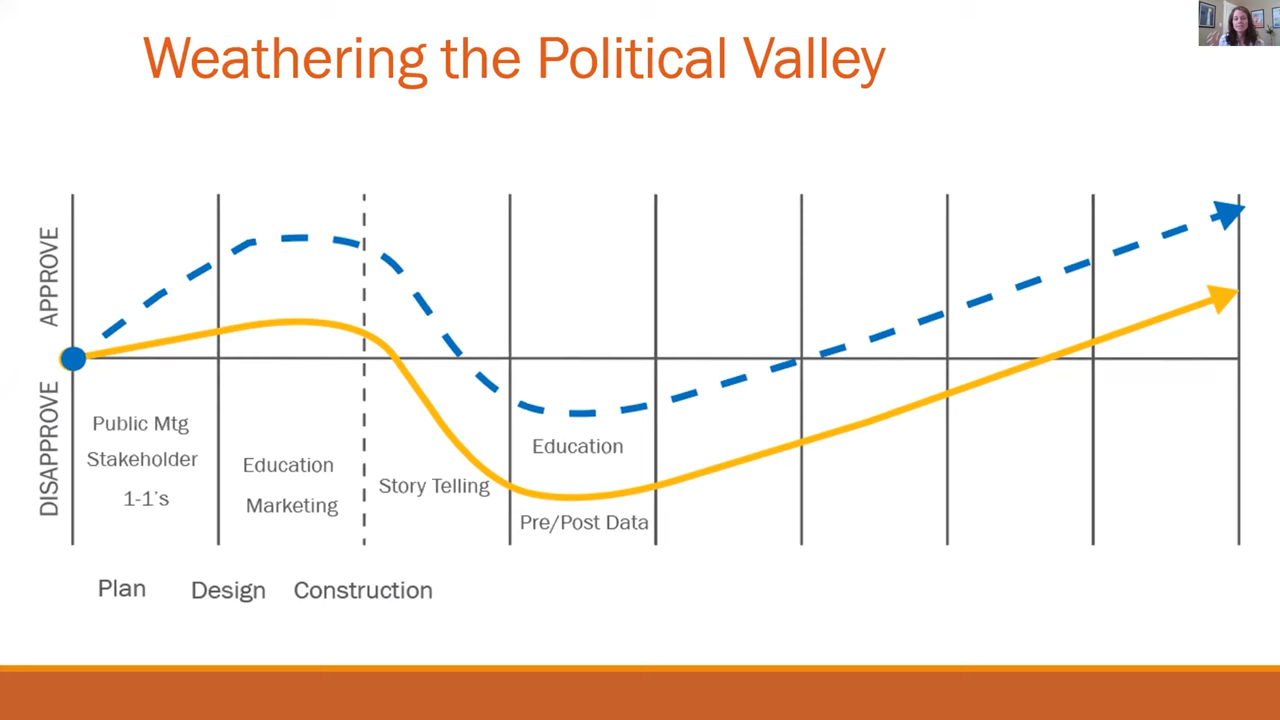 Weathering the Political Valley
APPROVE
DISAPPROVE
Public Mtg
Stakeholder
1-1's
Education
Marketing
Story Telling
Education
Pre/Post Data
Plan
Design
Construction